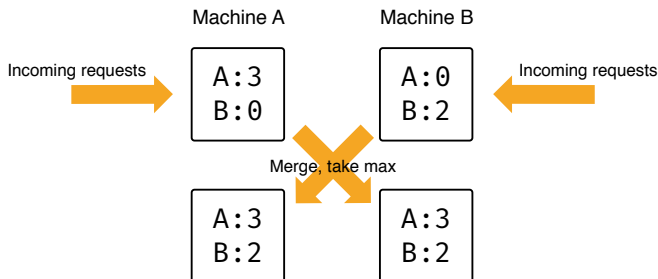 Machine A
Machine B
Incoming requests
A:3
B:0
A:0
B:2
Incoming requests
Merge, take max
A:3
B:2
A:3
B:2